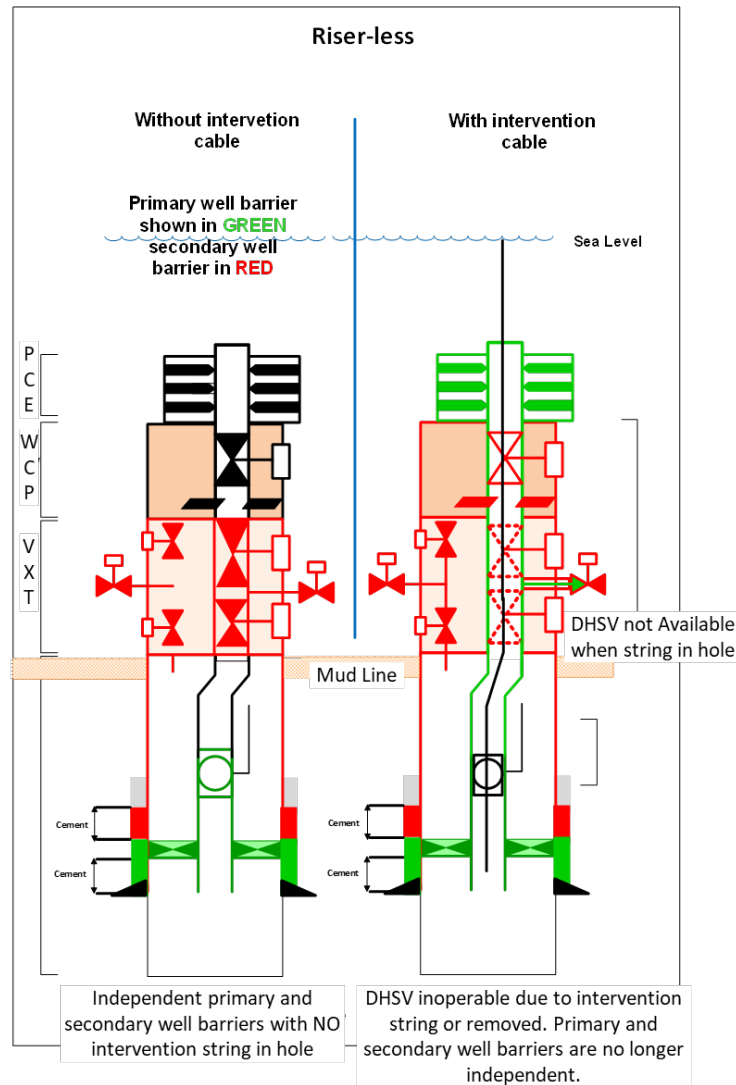 Riser-less
Without intervetion
cable
With intervention
cable
Primary well barrier
shown in GREEN
secondary well
barrier in RED
Sea Level
P
C
E
W
C
P
V
X
T
DHSV not Available
when string in hole
Mud Line
Cement
Cement
Cement
Cement
Independent primary and
secondary well barriers with NO
intervention string in hole
DHSV inoperable due to intervention
string or removed. Primary and
secondary well barriers are no longer
independent.